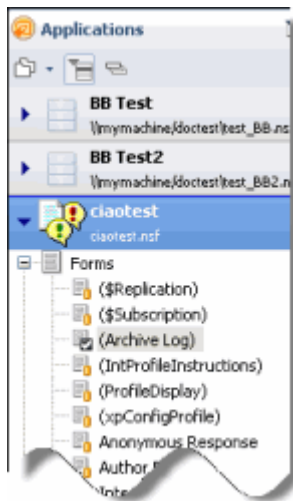 Applications
BB Test
\\mymachine/doctest\test_BB.ns
BB Test2
\\mymachine/doctest\test_BB2.n
ciaotest
ciaotest.nsf
Forms
($Replication)
($Subscription)
(Archive Log)
(IntProfileInstructions)
(ProfileDisplay)
(xpConfigProfile)
Anonymous Response
Author